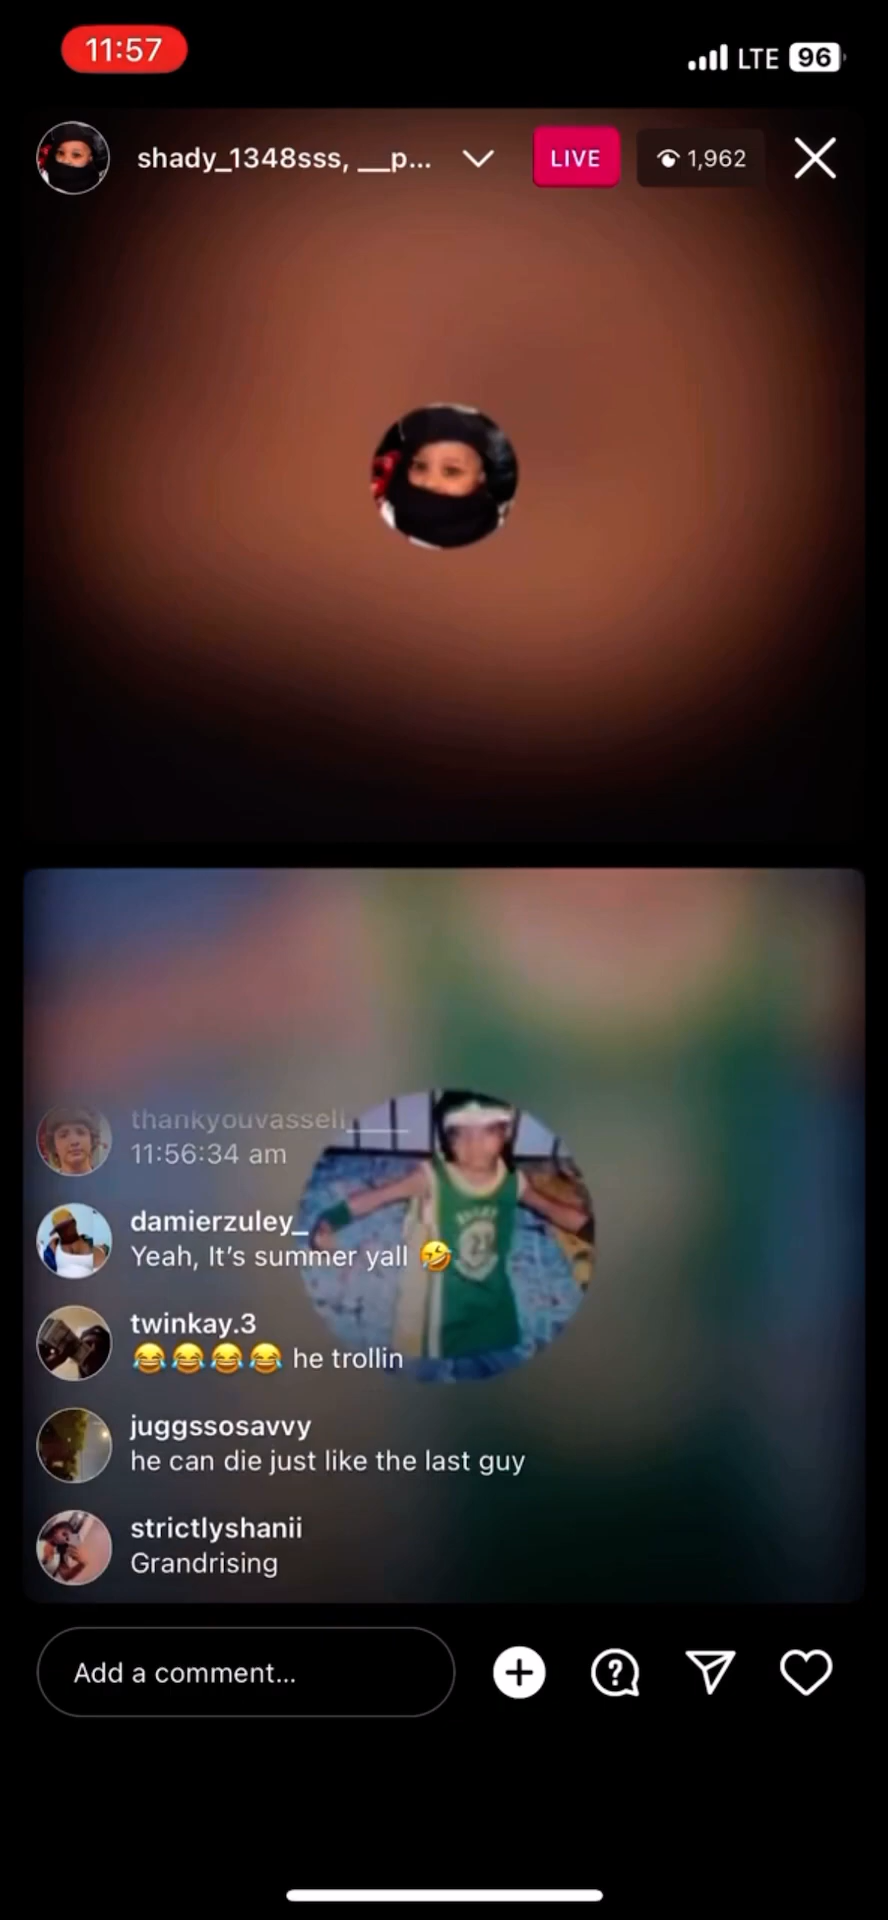 11:57
LTE 96
shady_1348sss, __p...
LIVE
1,962
11:56:34 am
damierzuley_
Yeah, It's summer yall 🤣
twinkay.3
😂😂😂😂 he trollin
juggssosavvy
he can die just like the last guy
strictlyshanii
Grandrising
Add a comment...